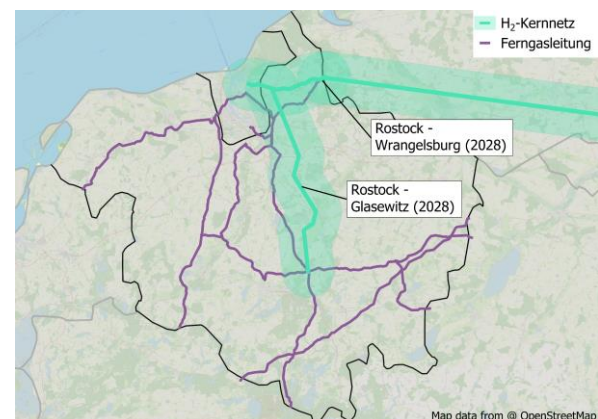 H₂-Kernnetz
Ferngasleitung
Rostock -
Wrangelsburg (2028)
Rostock -
Glasewitz (2028)
Map data from @ OpenStreetMap